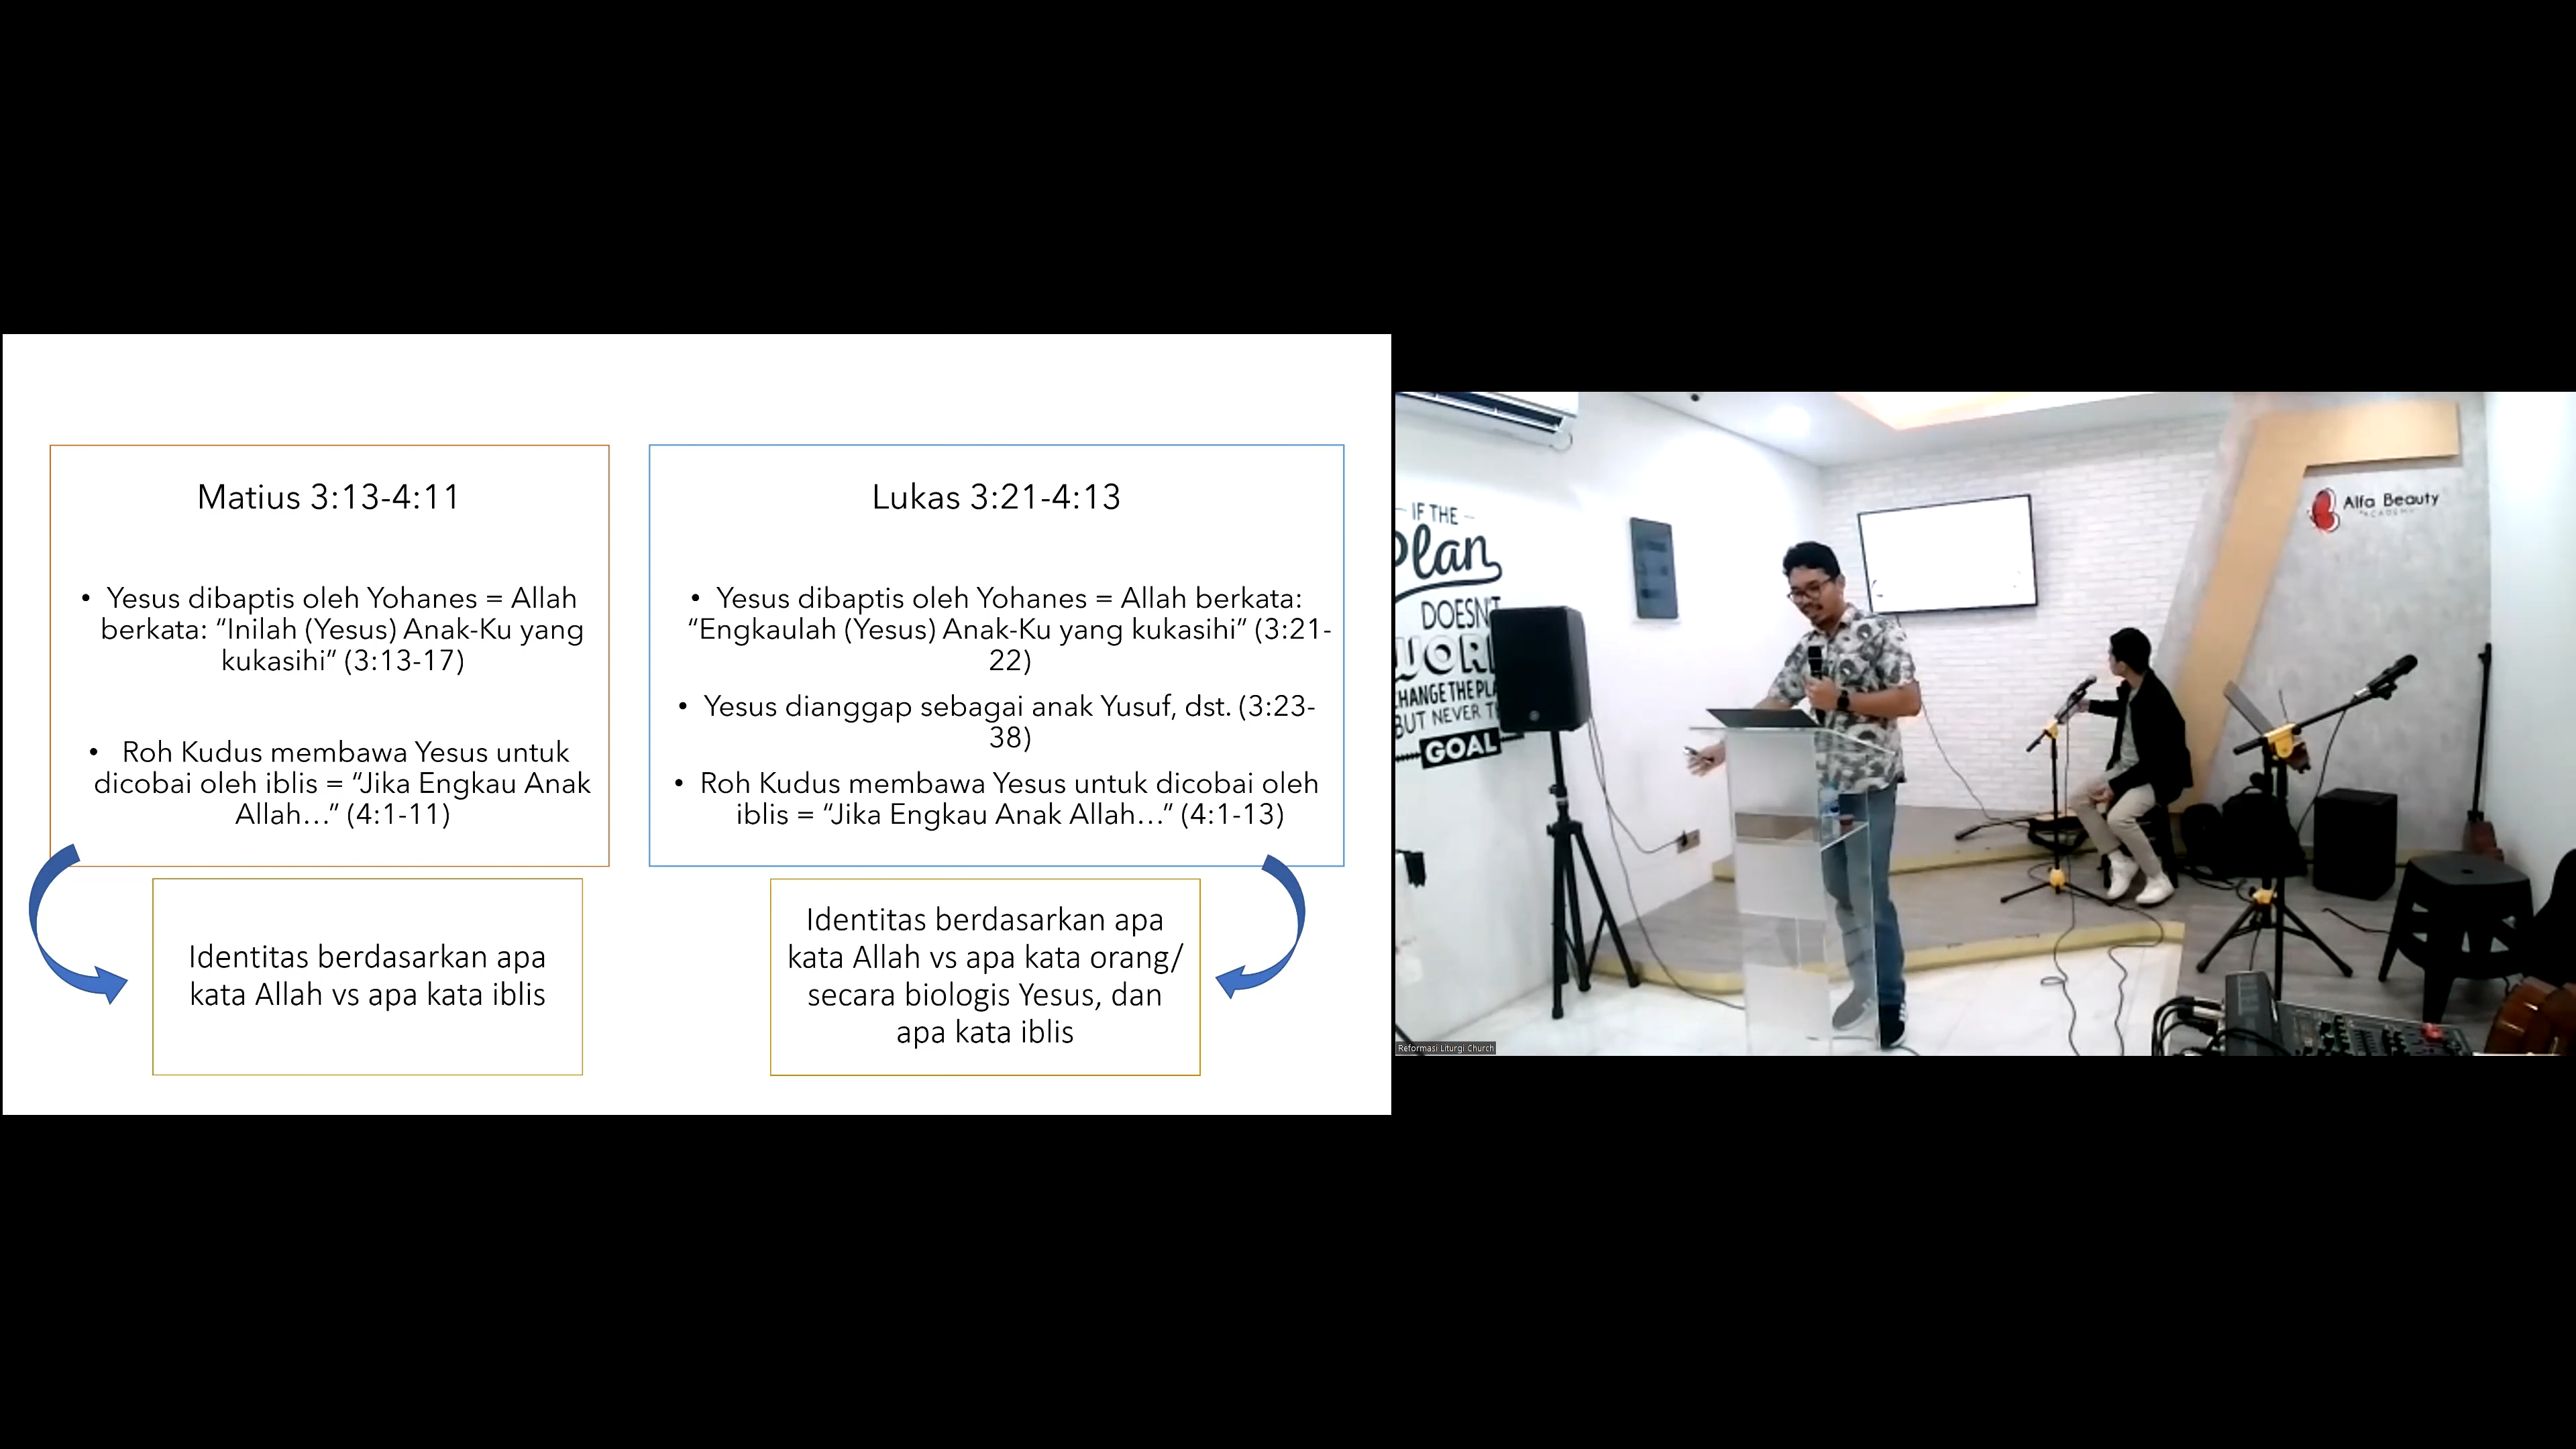 Matius 3:13-4:11
• Yesus dibaptis oleh Yohanes = Allah
berkata: “Inilah (Yesus) Anak-Ku yang
kukasihi” (3:13-17)
• Roh Kudus membawa Yesus untuk
dicobai oleh iblis = “Jika Engkau Anak
Allah...” (4:1-11)
Identitas berdasarkan apa
kata Allah vs apa kata iblis
Lukas 3:21-4:13
• Yesus dibaptis oleh Yohanes = Allah berkata:
“Engkaulah (Yesus) Anak-Ku yang kukasihi” (3:21-
22)
• Yesus dianggap sebagai anak Yusuf, dst. (3:23-
38)
• Roh Kudus membawa Yesus untuk dicobai oleh
iblis = “Jika Engkau Anak Allah...” (4:1-13)
Identitas berdasarkan apa
kata Allah vs apa kata orang/
secara biologis Yesus, dan
apa kata iblis
IF THE
Plan
DOESN'T
WOR
CHANGE THE PLA
BUT NEVER T
GOAL
Alfa Beauty
ACADEMY
Reformasi Liturgi Church